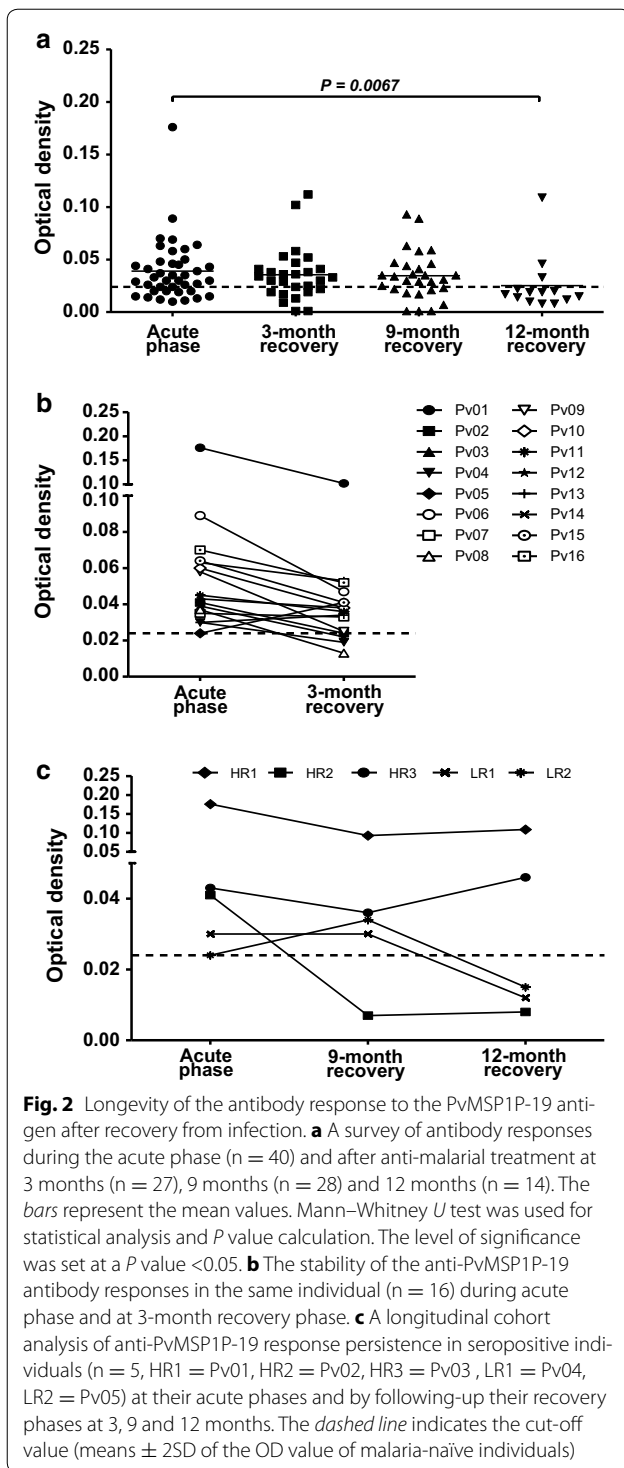 a
P = 0.0067
0.25
0.20
0.15
0.10
0.05
0.00
Optical density
Acute phase
3-month recovery
9-month recovery
12-month recovery
b
0.25
0.20
0.15
0.10
0.10
0.08
0.06
0.04
0.02
0.00
Optical density
Acute phase
3-month recovery
Pv01
Pv02
Pv03
Pv04
Pv05
Pv06
Pv07
Pv08
Pv09
Pv10
Pv11
Pv12
Pv13
Pv14
Pv15
Pv16
c
HR1 HR2 HR3 LR1 LR2
0.25
0.20
0.15
0.10
0.05
0.04
0.02
0.00
Optical density
Acute phase
9-month recovery
12-month recovery
Fig. 2 Longevity of the antibody response to the PvMSP1P-19 anti-
gen after recovery from infection. a A survey of antibody responses
during the acute phase (n = 40) and after anti-malarial treatment at
3 months (n = 27), 9 months (n = 28) and 12 months (n = 14). The
bars represent the mean values. Mann–Whitney U test was used for
statistical analysis and P value calculation. The level of significance
was set at a P value <0.05. b The stability of the anti-PvMSP1P-19
antibody responses in the same individual (n = 16) during acute
phase and at 3-month recovery phase. c A longitudinal cohort
analysis of anti-PvMSP1P-19 response persistence in seropositive indi-
viduals (n = 5, HR1 = Pv01, HR2 = Pv02, HR3 = Pv03 , LR1 = Pv04,
LR2 = Pv05) at their acute phases and by following-up their recovery
phases at 3, 9 and 12 months. The dashed line indicates the cut-off
value (means ± 2SD of the OD value of malaria-naïve individuals)